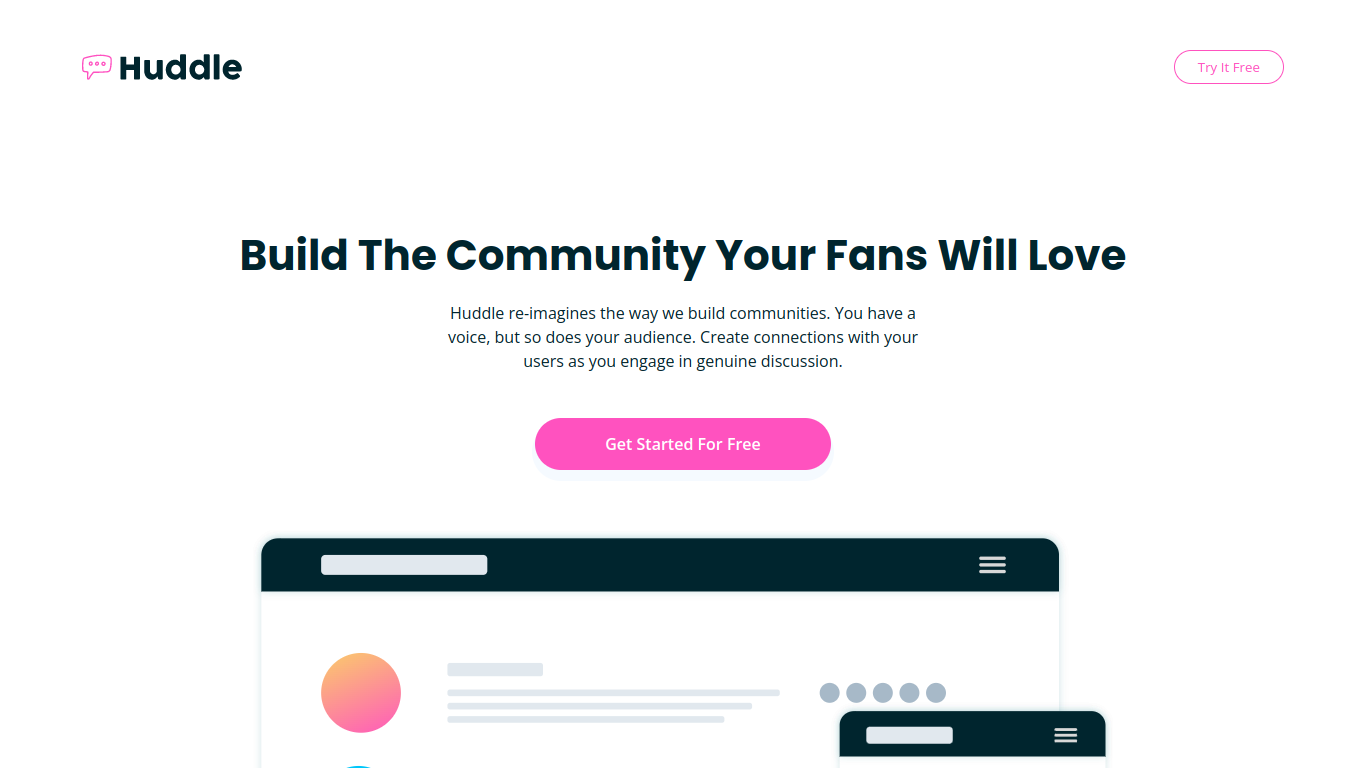 Huddle
Try It Free
Build The Community Your Fans Will Love
Huddle re-imagines the way we build communities. You have a
voice, but so does your audience. Create connections with your
users as you engage in genuine discussion.
Get Started For Free